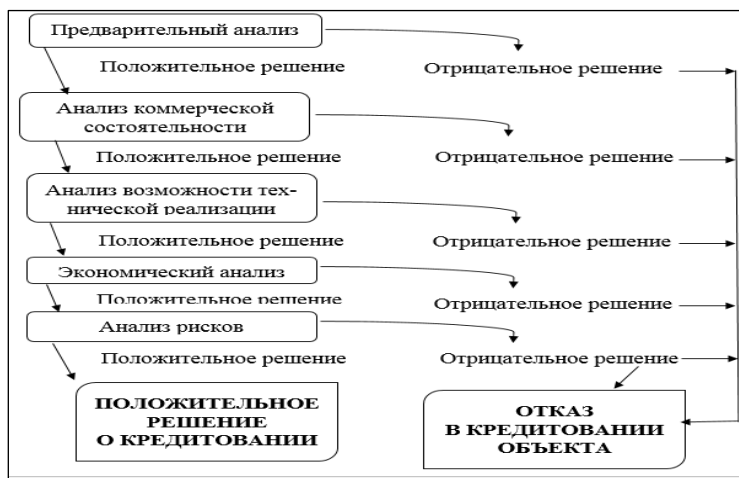 Предварительный анализ
Положительное решение Отрицательное решение
Анализ коммерческой
состоятельности
Положительное решение Отрицательное решение
Анализ возможности тех-
нической реализации
Положительное решение Отрицательное решение
Экономический анализ
Положительное решение Отрицательное решение
Анализ рисков
Положительное решение Отрицательное решение
ПОЛОЖИТЕЛЬНОЕ
РЕШЕНИЕ
О КРЕДИТОВАНИИ
ОТКАЗ
В КРЕДИТОВАНИИ
ОБЪЕКТА